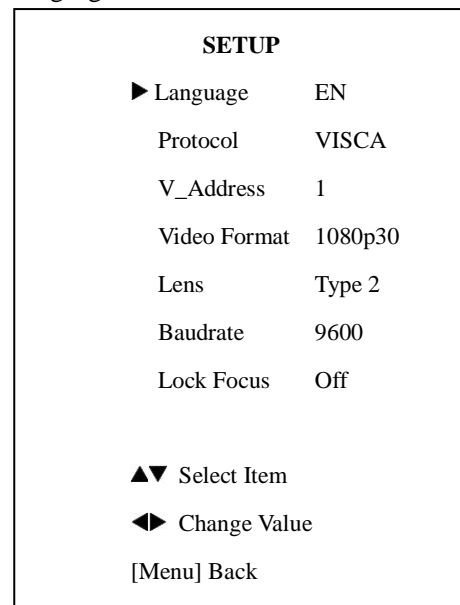 SETUP
▶ Language EN
Protocol VISCA
V_Address 1
Video Format 1080p30
Lens Type 2
Baudrate 9600
Lock Focus Off
▲▼ Select Item
◀▶ Change Value
[Menu] Back